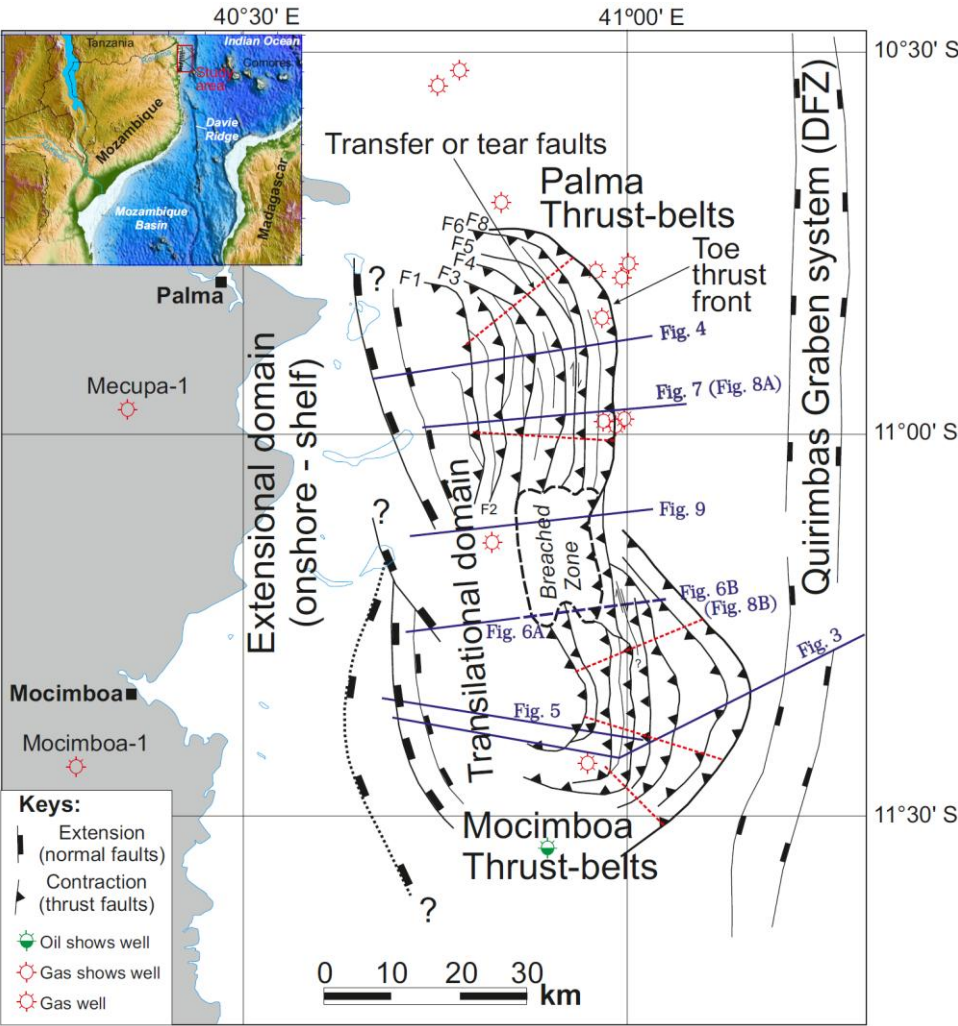 40°30' E
41°00' E
10°30' S
Tanzania
Indian Ocean
Comores
Study
area
Mozambique
Davie
Ridge
Mozambique
Basin
Madagascar
Transfer or tear faults
Palma
Thrust-belts
F6
F8
F5
F4
F3
F1
?
Toe
thrust
front
Palma
Fig. 4
Mecupa-1
Fig. 7 (Fig. 8A)
11°00' S
Extensional domain
(onshore - shelf)
Transilational domain
Quirimbas Graben system (DFZ)
F2
?
Fig. 9
Breached
Zone
Fig. 6B
(Fig. 8B)
Fig. 6A
Fig. 3
?
Mocimboa
Fig. 5
Mocimboa-1
11°30' S
Mocimboa
Thrust-belts
?
Keys:
Extension
(normal faults)
Contraction
(thrust faults)
Oil shows well
Gas shows well
Gas well
0 10 20 30
km